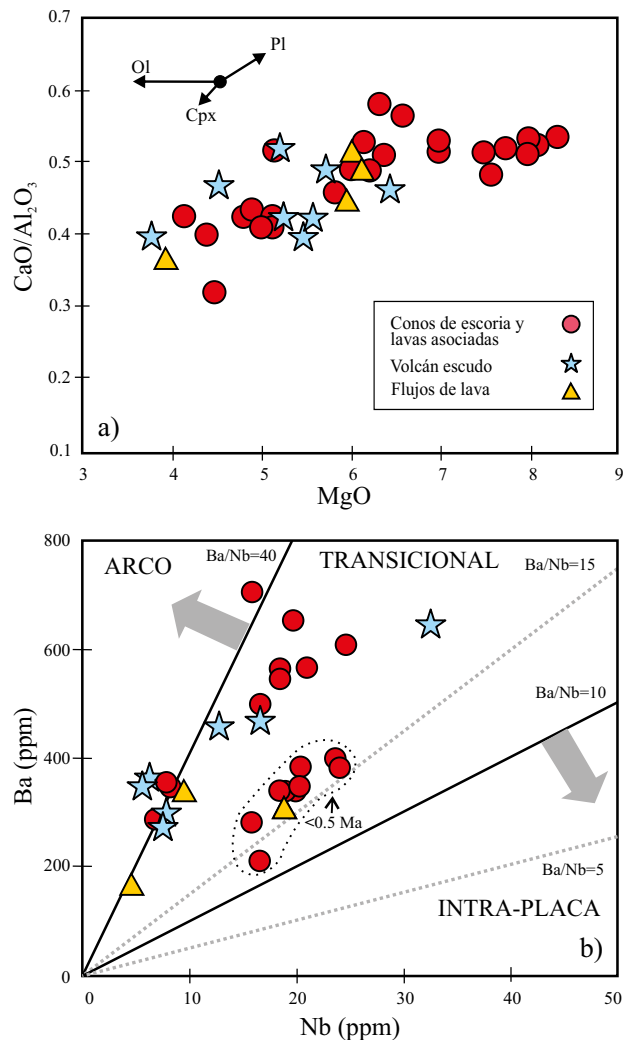 0.7
0.6
0.5
0.4
0.3
0.2
0.1
CaO/Al₂O₃
Ol
Pl
Cpx
Conos de escoria y
lavas asociadas
Volcán escudo
Flujos de lava
a)
3 4 5 6 7 8 9
MgO
800
600
400
200
0
Ba (ppm)
ARCO
Ba/Nb=40
TRANSICIONAL
Ba/Nb=15
Ba/Nb=10
<0.5 Ma
Ba/Nb=5
INTRA-PLACA
b)
0 10 20 30 40 50
Nb (ppm)